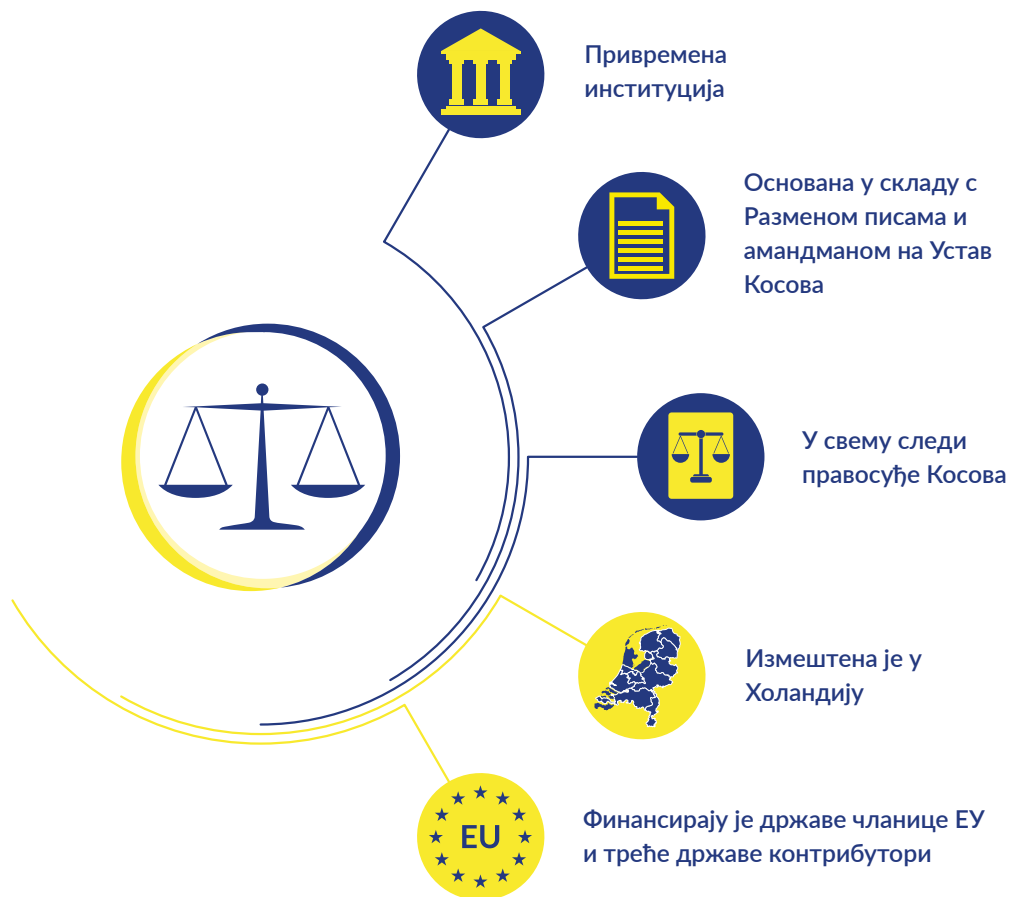 Привремена
институција
Основана у складу с
Разменом писама и
амандманом на Устав
Косова
У свему следи
правосуђе Косова
Измештена је у
Холандију
EU
Финансирају је државе чланице ЕУ
и треће државе контрибутори